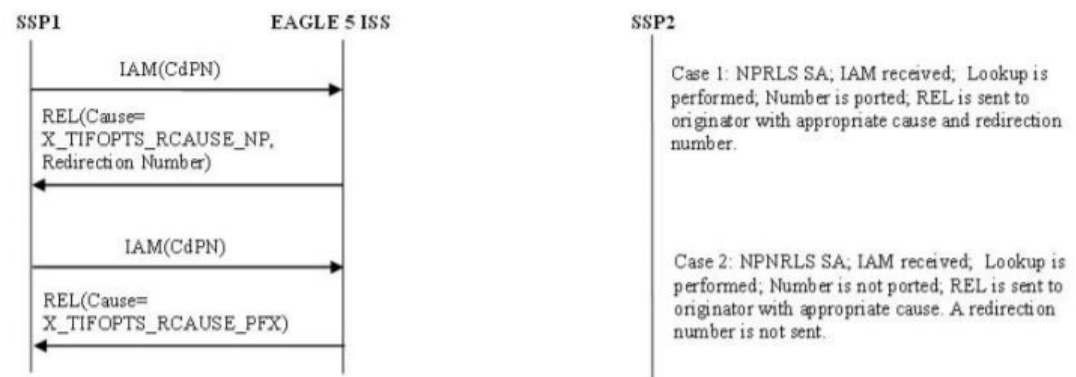 SSP1
EAGLE 5 ISS
SSP2
IAM(CdPN)
REL(Cause=
X_TIFOPTS_RCAUSE_NP,
Redirection Number)
Case 1: NPRLS SA; IAM received; Lookup is
performed; Number is ported; REL is sent to
originator with appropriate cause and redirection
number.
IAM(CdPN)
REL(Cause=
X_TIFOPTS_RCAUSE_PFX)
Case 2: NPNRLS SA; IAM received; Lookup is
performed; Number is not ported; REL is sent to
originator with appropriate cause. A redirection
number is not sent.